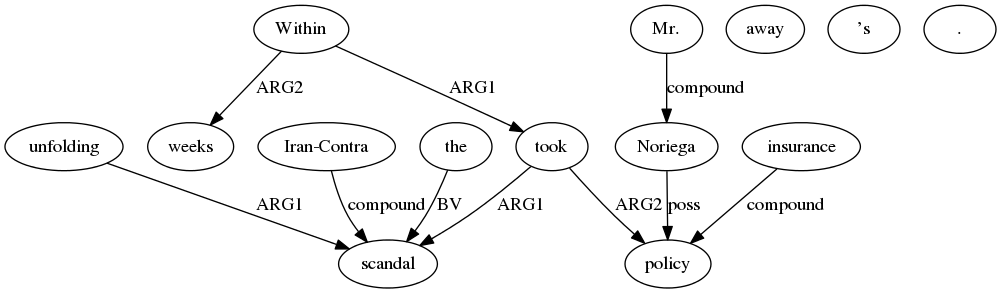 Within Mr. away 's .
ARG2 ARG1 compound
unfolding weeks Iran-Contra the took Noriega insurance
ARG1 compound BV ARG1 ARG2 poss compound
scandal policy